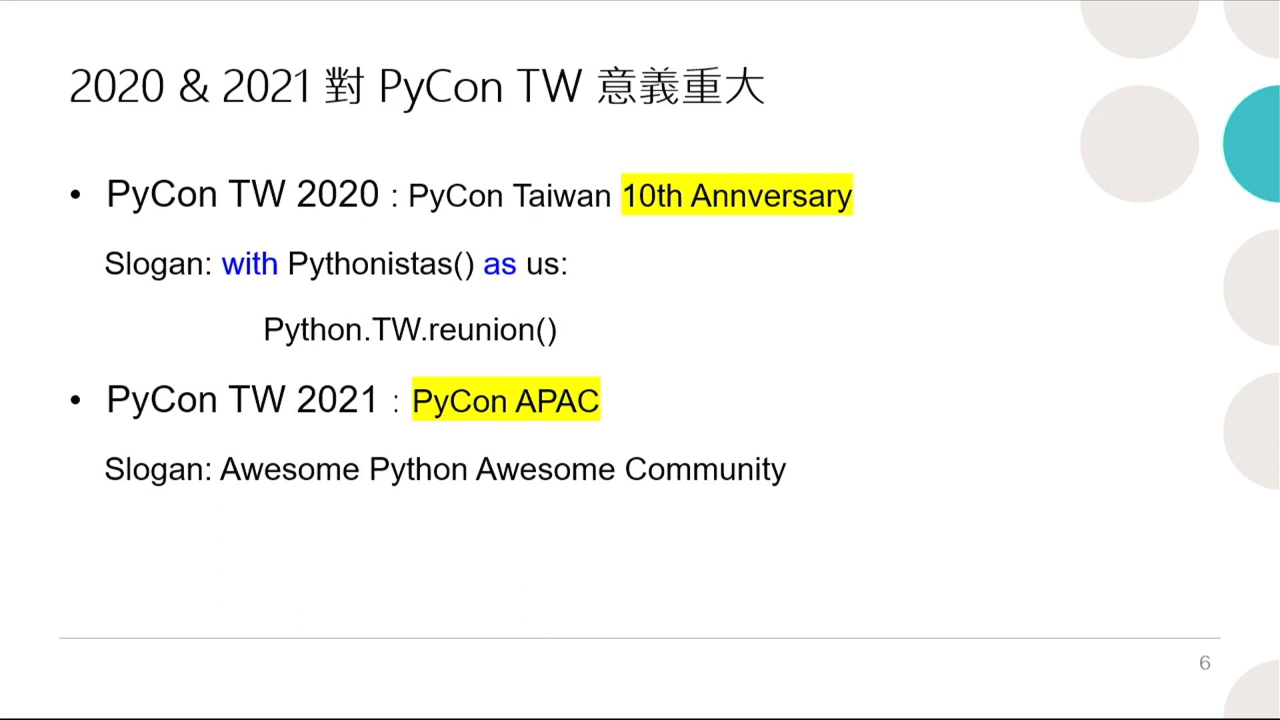 2020 & 2021 對 PyCon TW 意義重大
• PyCon TW 2020 : PyCon Taiwan 10th Annversary
Slogan: with Pythonistas() as us:
Python.TW.reunion()
• PyCon TW 2021 : PyCon APAC
Slogan: Awesome Python Awesome Community
6